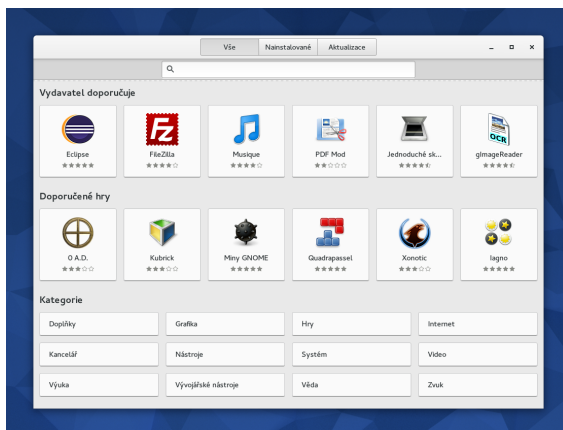 Vše Nainstalované Aktualizace
Vydavatel doporučuje
Fz OCR
Eclipse FileZilla Musique PDF Mod Jednoduché sk... gImageReader
Doporučené hry
0 A.D. Kubrick Miny GNOME Quadrapassel Xonotic Iagno
Kategorie
Doplňky Grafika Hry Internet
Kancelář Nástroje Systém Video
Výuka Vývojářské nástroje Věda Zvuk